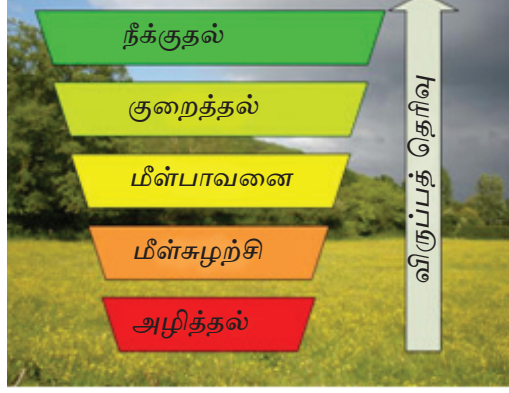 நீக்குதல்
குறைத்தல்
மீள்பாவனை
மீள்சுழற்சி
அழித்தல்
விருப்பத் தெரிவு